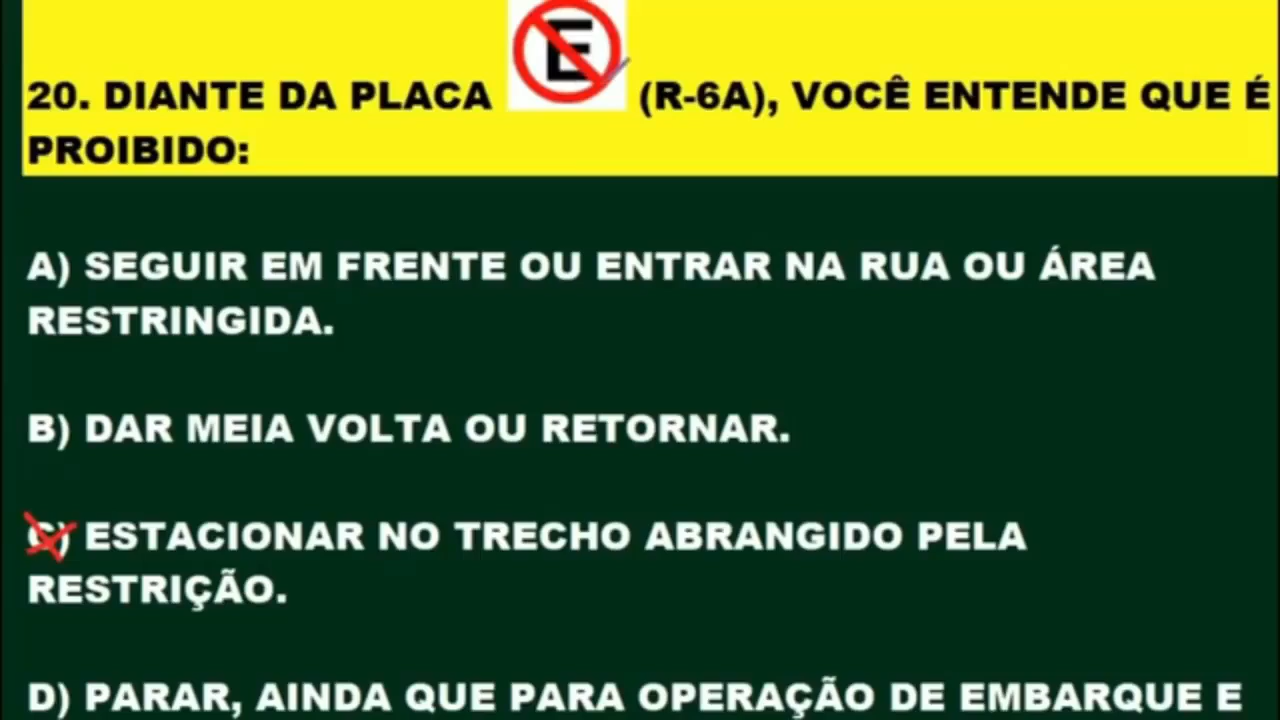 20. DIANTE DA PLACA E (R-6A), VOCÊ ENTENDE QUE É
PROIBIDO:
A) SEGUIR EM FRENTE OU ENTRAR NA RUA OU ÁREA
RESTRINGIDA.
B) DAR MEIA VOLTA OU RETORNAR.
C) ESTACIONAR NO TRECHO ABRANGIDO PELA
RESTRIÇÃO.
D) PARAR, AINDA QUE PARA OPERAÇÃO DE EMBARQUE E